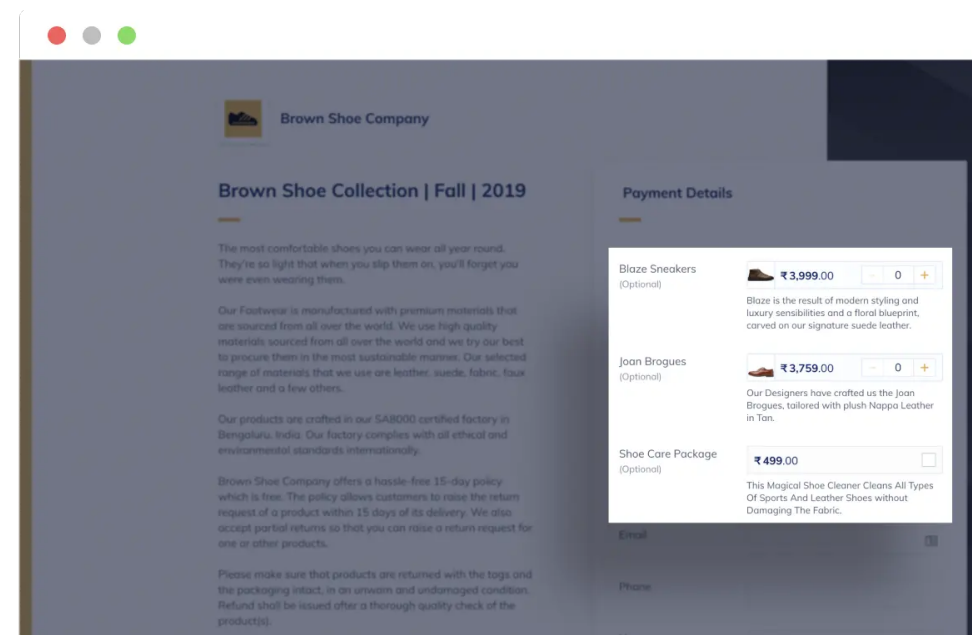 Brown Shoe Company
Brown Shoe Collection | Fall | 2019
The most comfortable shoes you can wear all year round.
They're so light that when you slip them on, you'll forget you
were even wearing them.
Our Footwear is manufactured with premium materials that
are sourced from all over the world. We use high quality
materials sourced from all over the world and we try our best
to procure them in the most sustainable manner. Our selected
range of materials that we use are leather, suede, fabric, faux
leather and a few others.
Our products are crafted in our SA8000 certified factory in
Bengaluru, India. Our factory complies with all ethical and
environmental standards internationally.
Brown Shoe Company offers a hassle-free 15-day policy
which is free. The policy allows customers to raise the return
request of a product within 15 days of its delivery. We also
accept partial returns so that you can raise a return request for
one or other products.
Please make sure that products are returned with the tags and
the packaging intact, in an unworn and undamaged condition.
Refund shall be issued after a thorough quality check of the
product(s).
Payment Details
Blaze Sneakers
(Optional)
₹ 3,999.00
- 0 +
Blaze is the result of modern styling and
luxury sensibilities and a floral blueprint,
carved on our signature suede leather.
Joan Brogues
(Optional)
₹ 3,759.00
- 0 +
Our Designers have crafted us the Joan
Brogues, tailored with plush Nappa Leather
in Tan.
Shoe Care Package
(Optional)
₹ 499.00
This Magical Shoe Cleaner Cleans All Types
Of Sports And Leather Shoes without
Damaging The Fabric.
Email
Phone